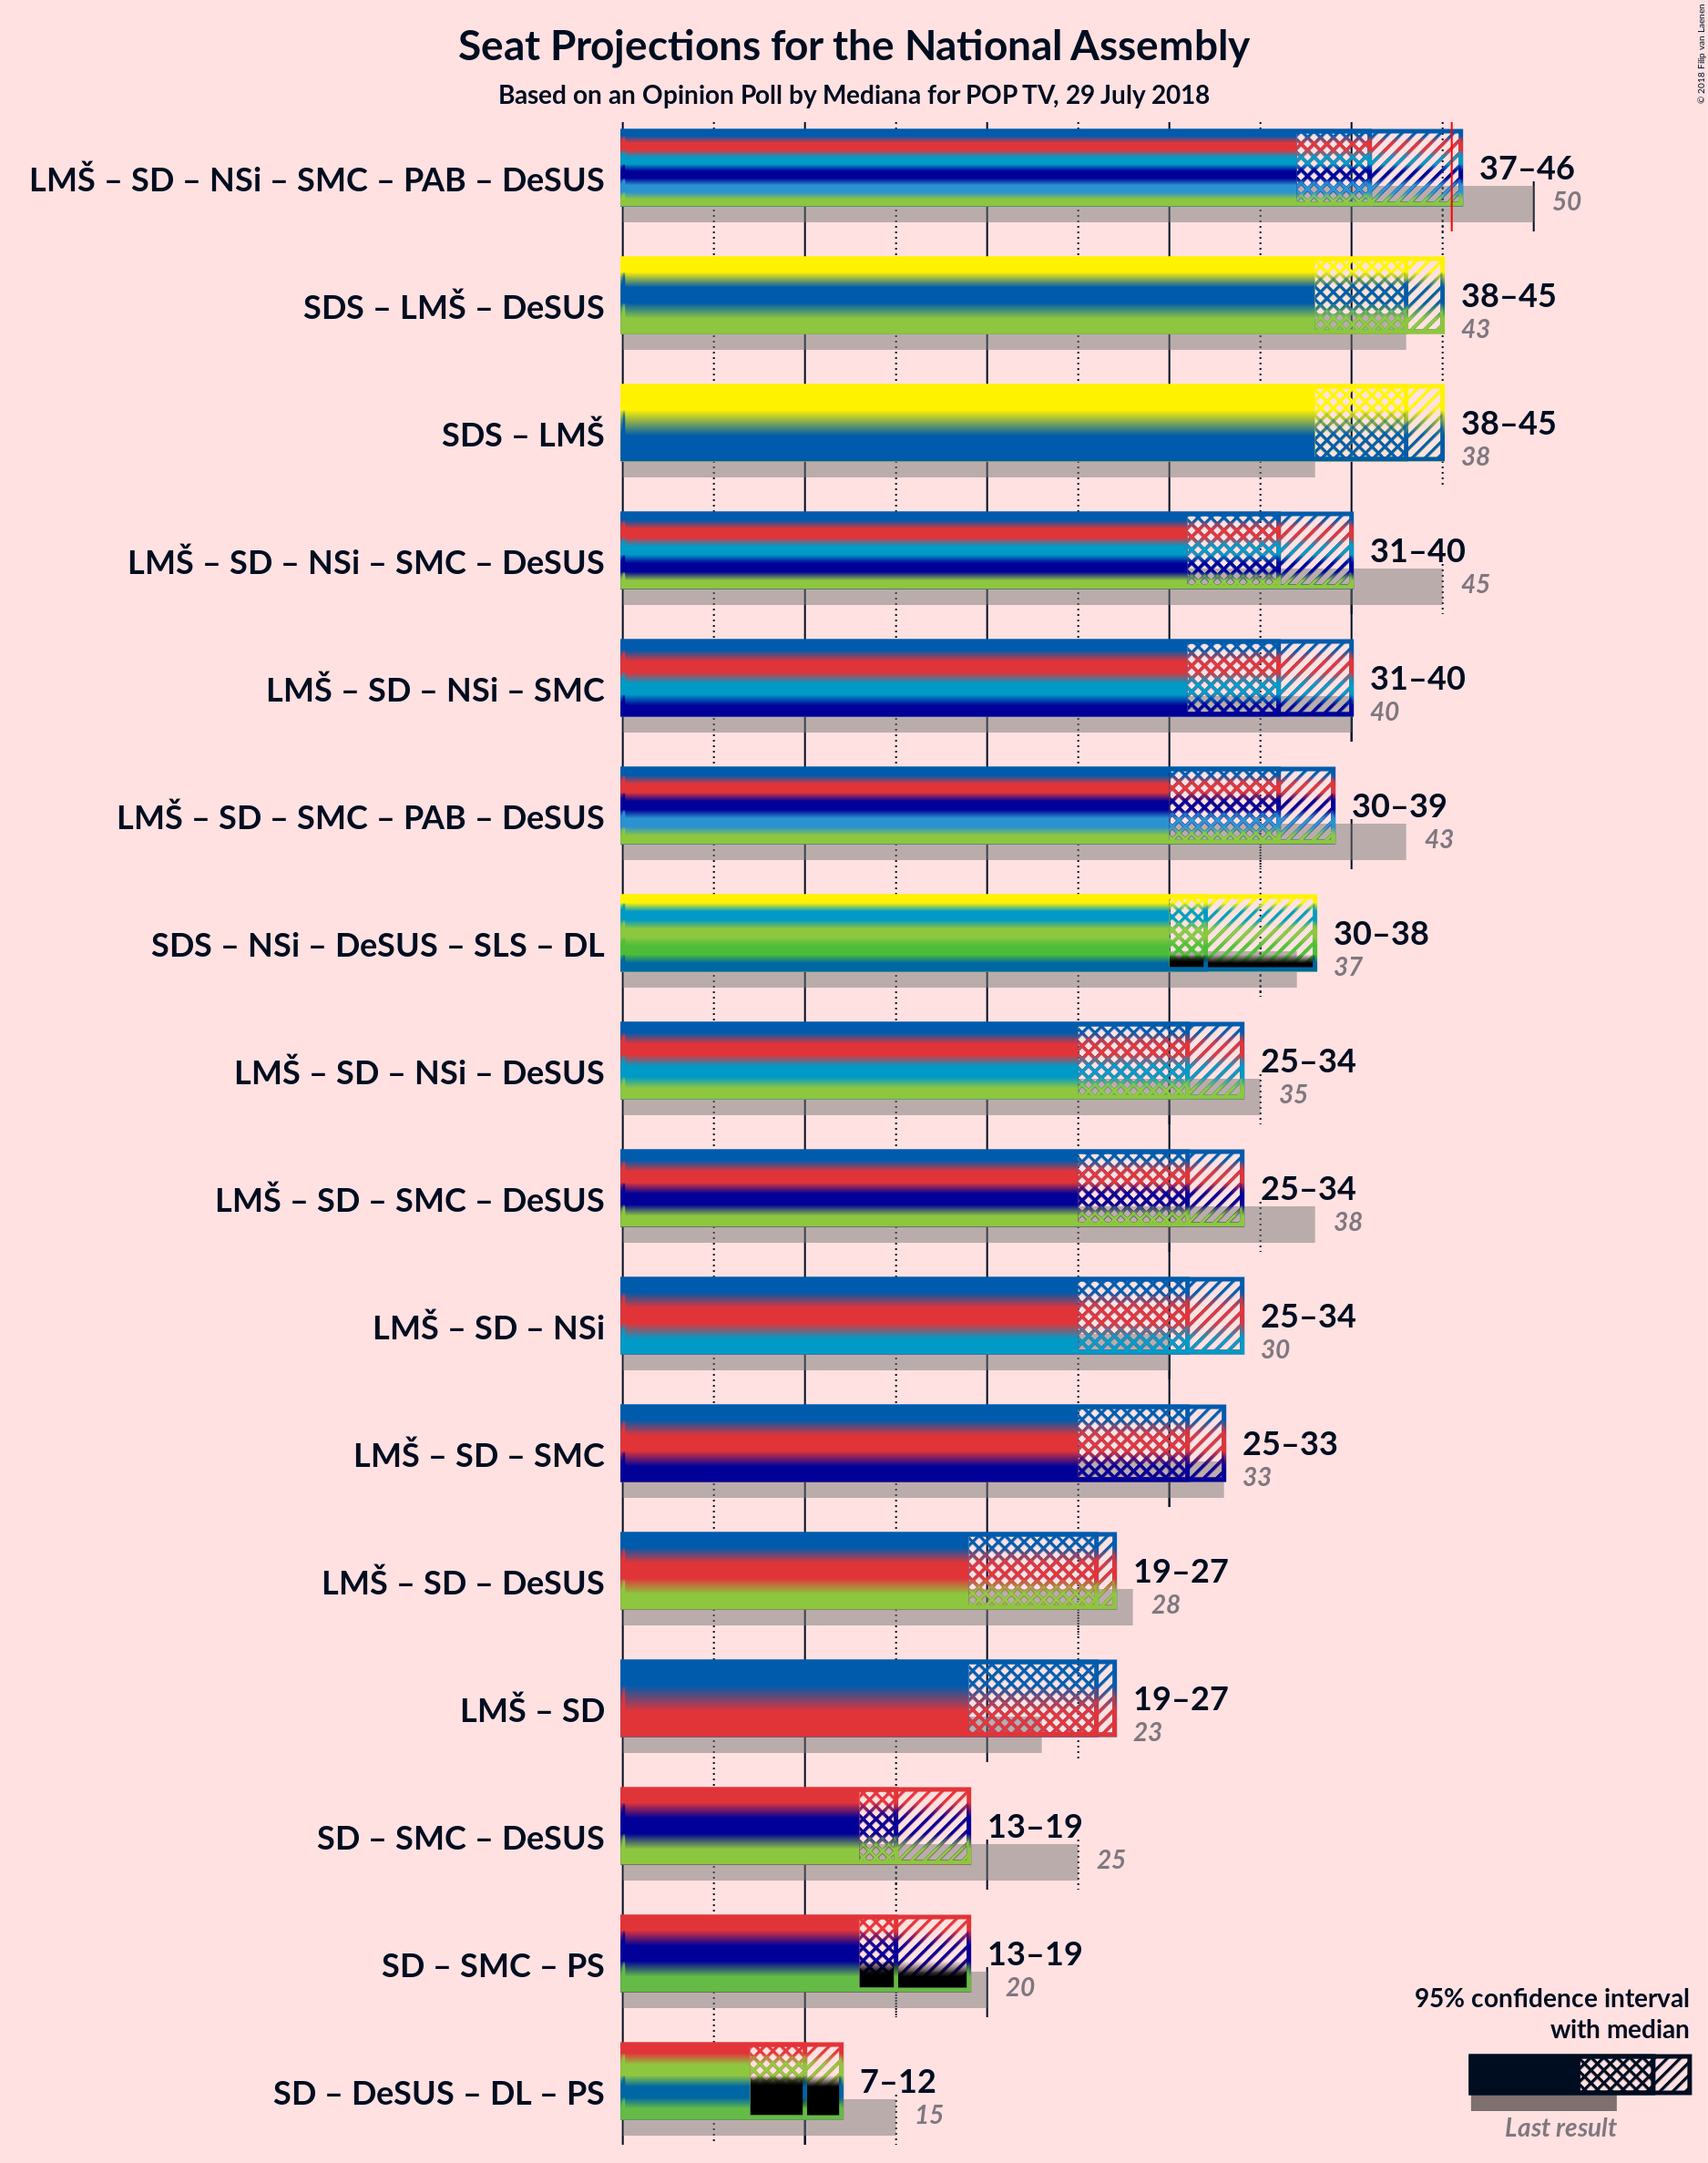 Seat Projections for the National Assembly
Based on an Opinion Poll by Mediana for POP TV, 29 July 2018
© 2018 Filip van Laenen
LMŠ – SD – NSi – SMC – PAB – DeSUS
37–46
50
SDS – LMŠ – DeSUS
38–45
43
SDS – LMŠ
38–45
38
LMŠ – SD – NSi – SMC – DeSUS
31–40
45
LMŠ – SD – NSi – SMC
31–40
40
LMŠ – SD – SMC – PAB – DeSUS
30–39
43
SDS – NSi – DeSUS – SLS – DL
30–38
37
LMŠ – SD – NSi – DeSUS
25–34
35
LMŠ – SD – SMC – DeSUS
25–34
38
LMŠ – SD – NSi
25–34
30
LMŠ – SD – SMC
25–33
33
LMŠ – SD – DeSUS
19–27
28
LMŠ – SD
19–27
23
SD – SMC – DeSUS
13–19
25
SD – SMC – PS
13–19
20
SD – DeSUS – DL – PS
7–12
15
95% confidence interval
with median
Last result